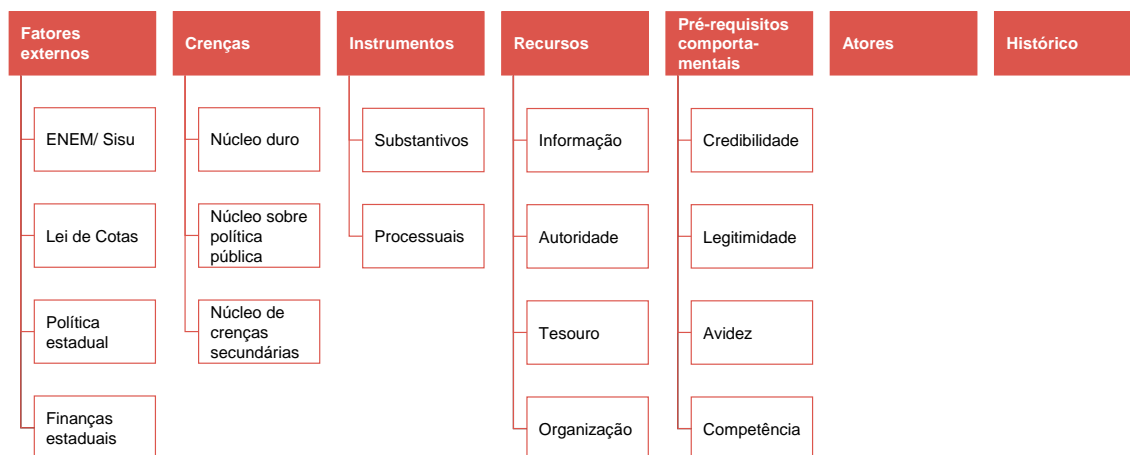 Fatores
externos
Crenças
Instrumentos
Recursos
Pré-requisitos
comporta-
mentais
Atores
Histórico
ENEM/ Sisu
Lei de Cotas
Política
estadual
Finanças
estaduais
Núcleo duro
Núcleo sobre
política
pública
Núcleo de
crenças
secundárias
Substantivos
Processuais
Informação
Autoridade
Tesouro
Organização
Credibilidade
Legitimidade
Avidez
Competência